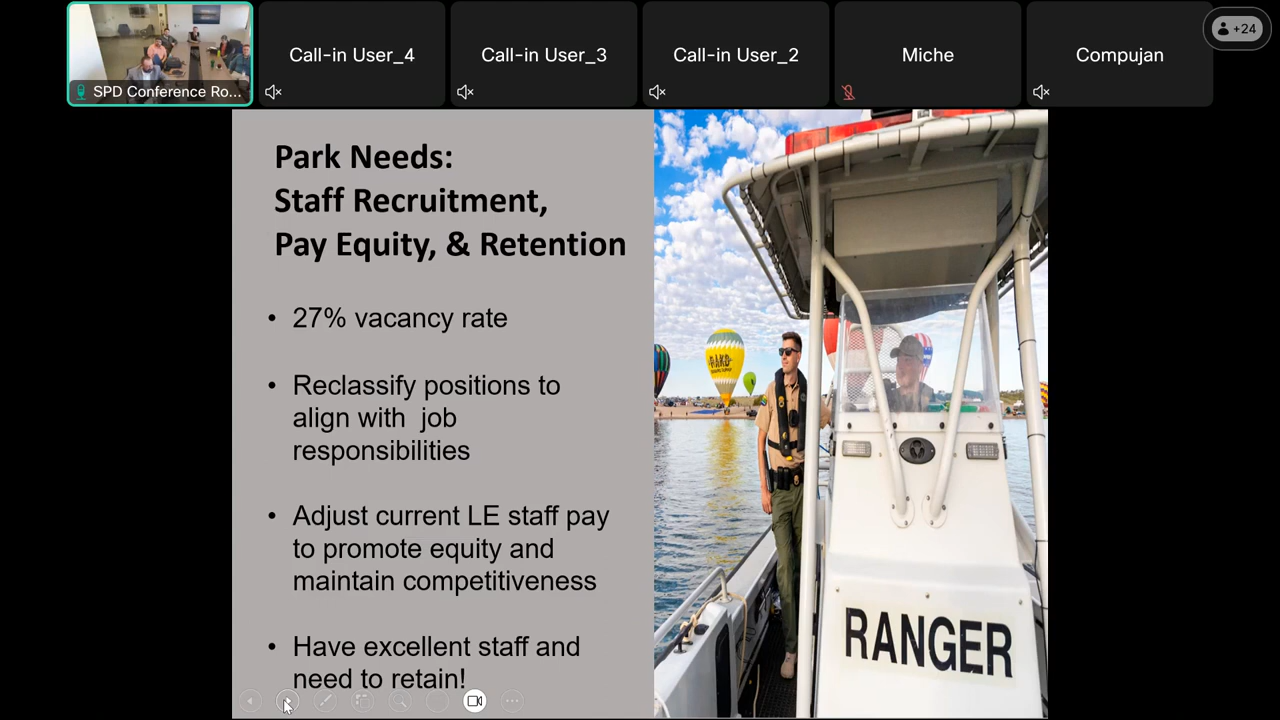 SPD Conference Ro...
Call-in User_4
Call-in User_3
Call-in User_2
Miche
Compujan
+24
Park Needs:
Staff Recruitment,
Pay Equity, & Retention
• 27% vacancy rate
• Reclassify positions to
align with job
responsibilities
• Adjust current LE staff pay
to promote equity and
maintain competitiveness
• Have excellent staff and
need to retain!
RANGER